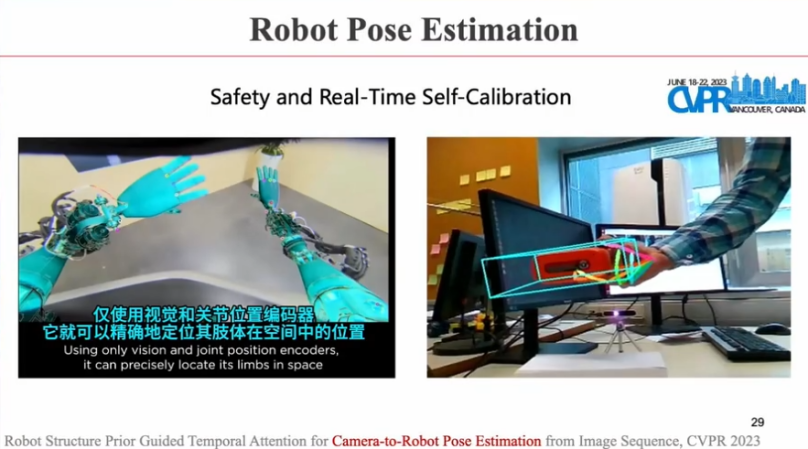 Robot Pose Estimation
Safety and Real-Time Self-Calibration
JUNE 18-22, 2023
CVPR
VANCOUVER, CANADA
仅使用视觉和关节位置编码器
它就可以精确地定位其肢体在空间中的位置
Using only vision and joint position encoders,
it can precisely locate its limbs in space
29
Robot Structure Prior Guided Temporal Attention for Camera-to-Robot Pose Estimation from Image Sequence, CVPR 2023